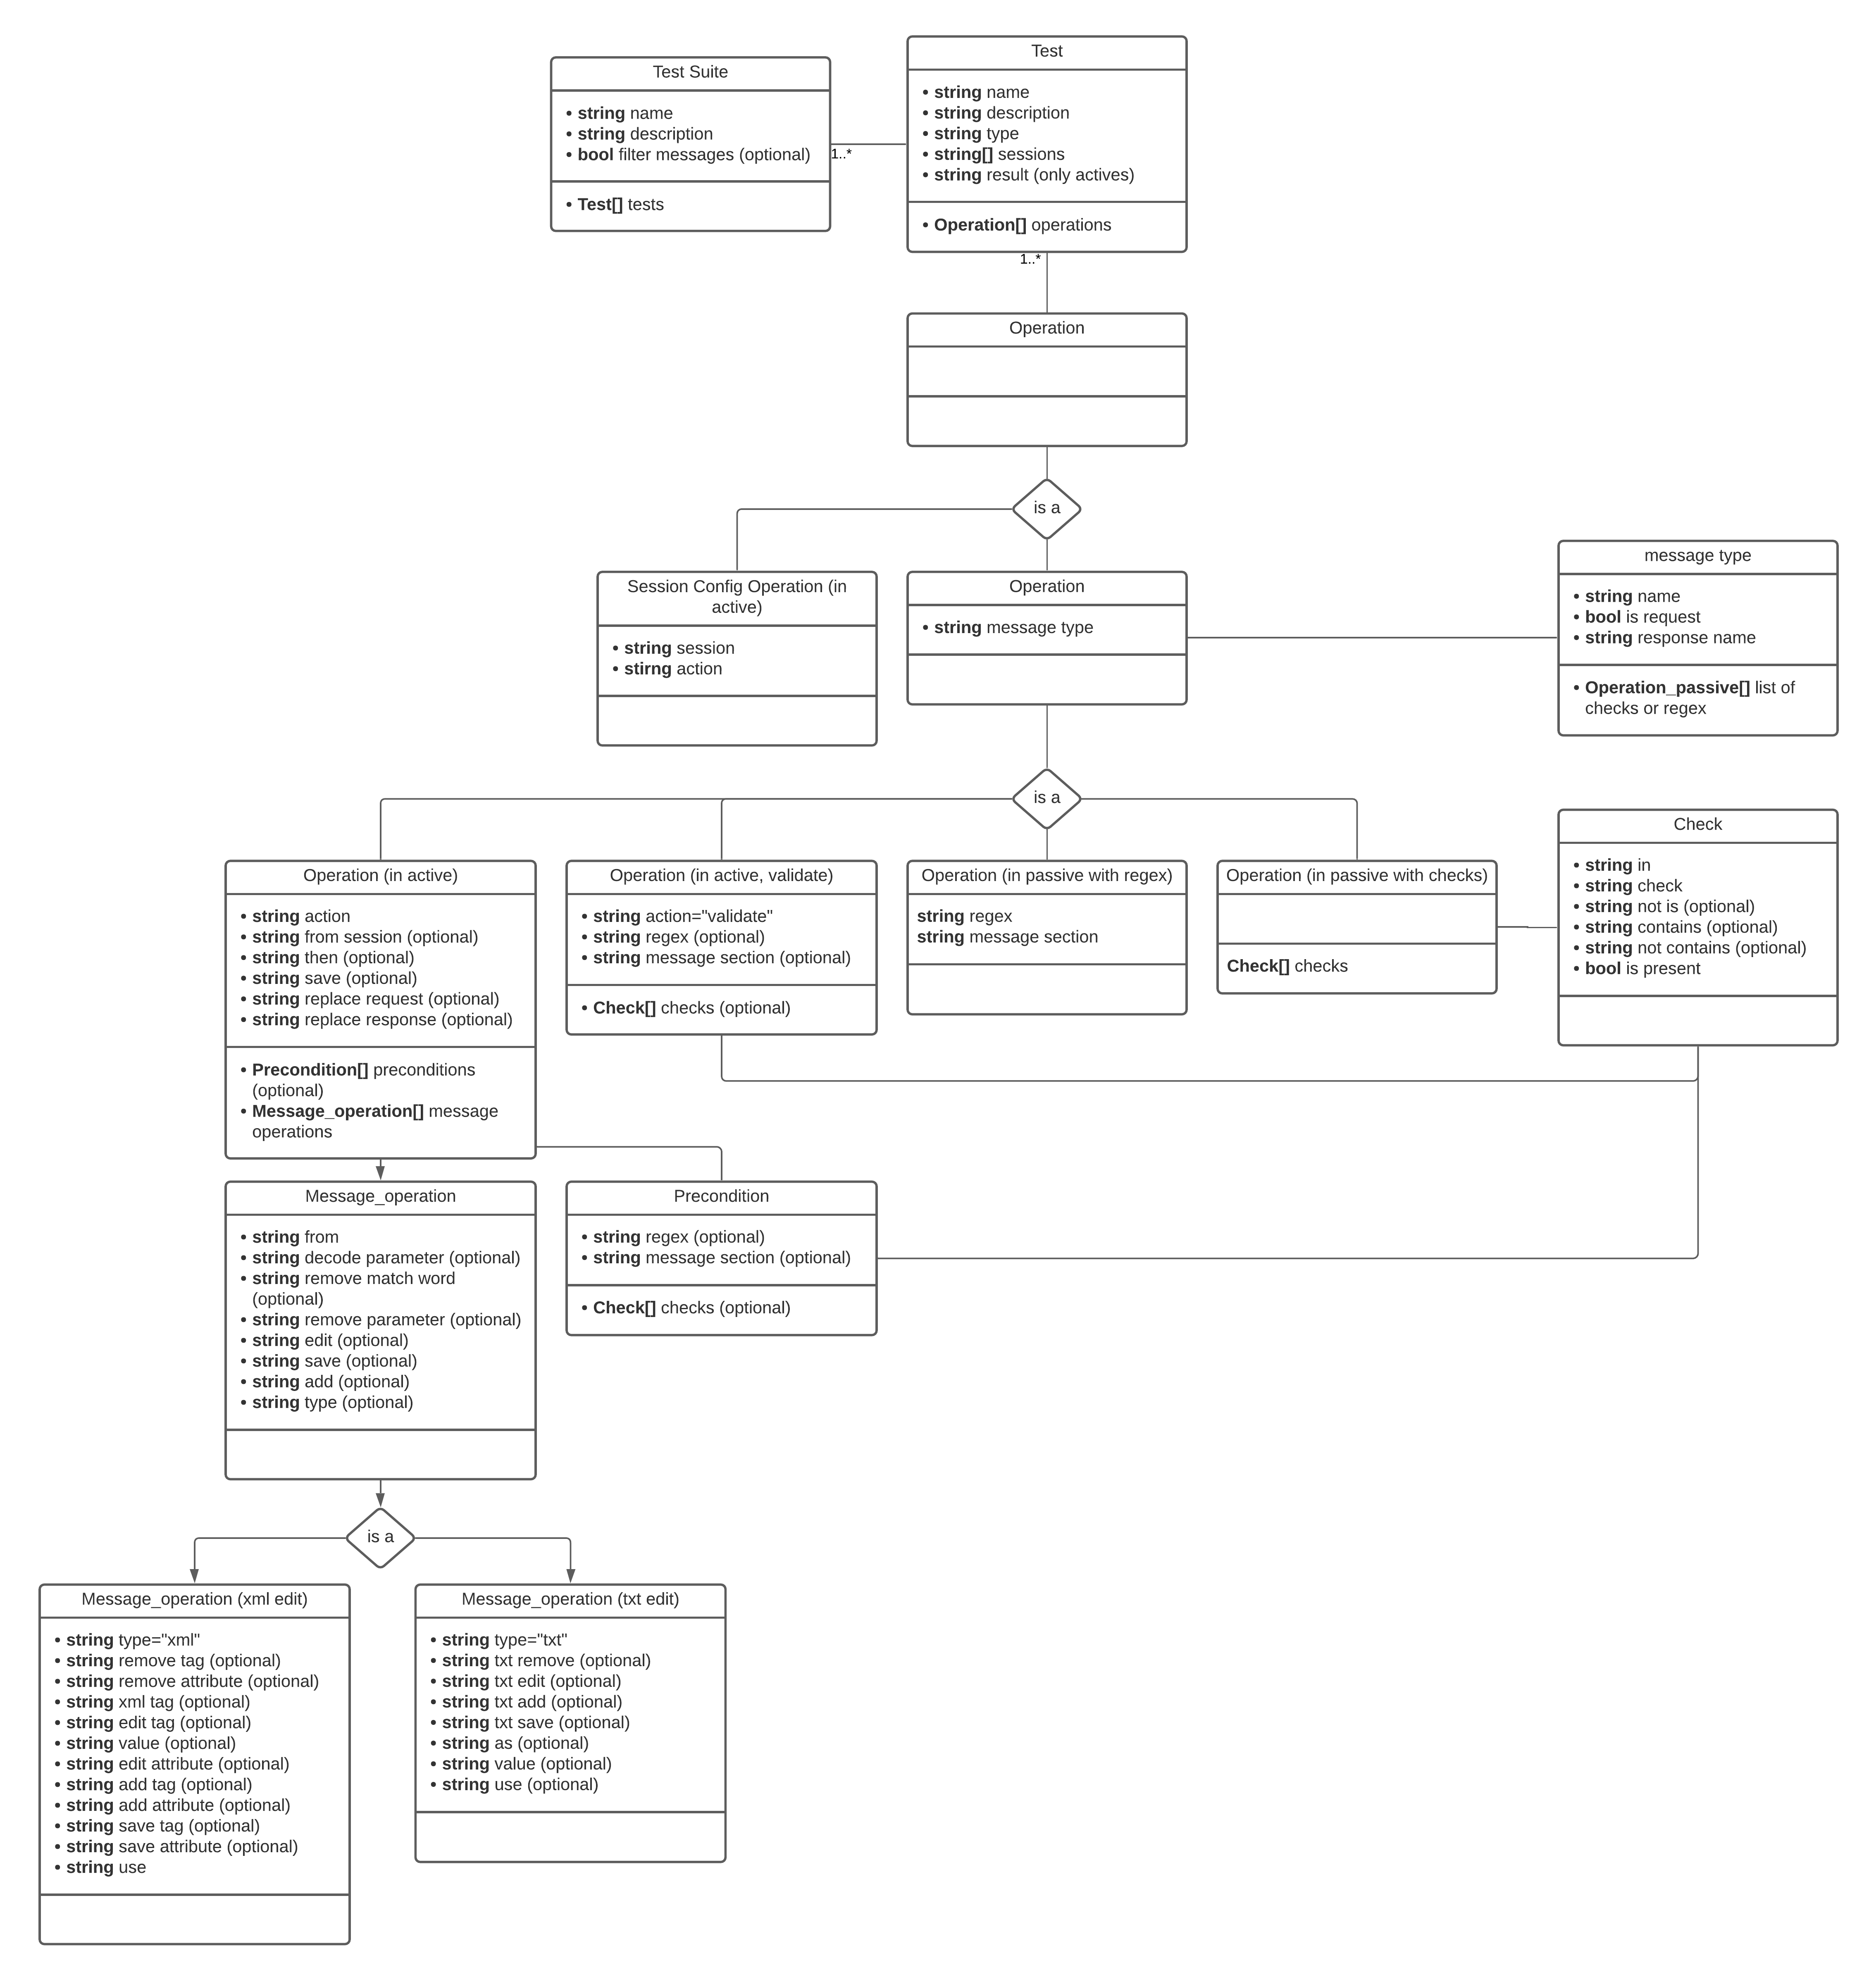 Test Suite
• string name
• string description
• bool filter messages (optional)
• Test[] tests
1..*
Test
• string name
• string description
• string type
• string[] sessions
• string result (only actives)
• Operation[] operations
1..*
Operation
is a
Session Config Operation (in
active)
• string session
• stirng action
Operation
• string message type
message type
• string name
• bool is request
• string response name
• Operation_passive[] list of
checks or regex
is a
Operation (in active)
• string action
• string from session (optional)
• string then (optional)
• string save (optional)
• string replace request (optional)
• string replace response (optional)
• Precondition[] preconditions
(optional)
• Message_operation[] message
operations
Operation (in active, validate)
• string action="validate"
• string regex (optional)
• string message section (optional)
• Check[] checks (optional)
Operation (in passive with regex)
string regex
string message section
Operation (in passive with checks)
Check[] checks
Check
• string in
• string check
• string not is (optional)
• string contains (optional)
• string not contains (optional)
• bool is present
Message_operation
• string from
• string decode parameter (optional)
• string remove match word
(optional)
• string remove parameter (optional)
• string edit (optional)
• string save (optional)
• string add (optional)
• string type (optional)
Precondition
• string regex (optional)
• string message section (optional)
• Check[] checks (optional)
is a
Message_operation (xml edit)
• string type="xml"
• string remove tag (optional)
• string remove attribute (optional)
• string xml tag (optional)
• string edit tag (optional)
• string value (optional)
• string edit attribute (optional)
• string add tag (optional)
• string add attribute (optional)
• string save tag (optional)
• string save attribute (optional)
• string use
Message_operation (txt edit)
• string type="txt"
• string txt remove (optional)
• string txt edit (optional)
• string txt add (optional)
• string txt save (optional)
• string as (optional)
• string value (optional)
• string use (optional)